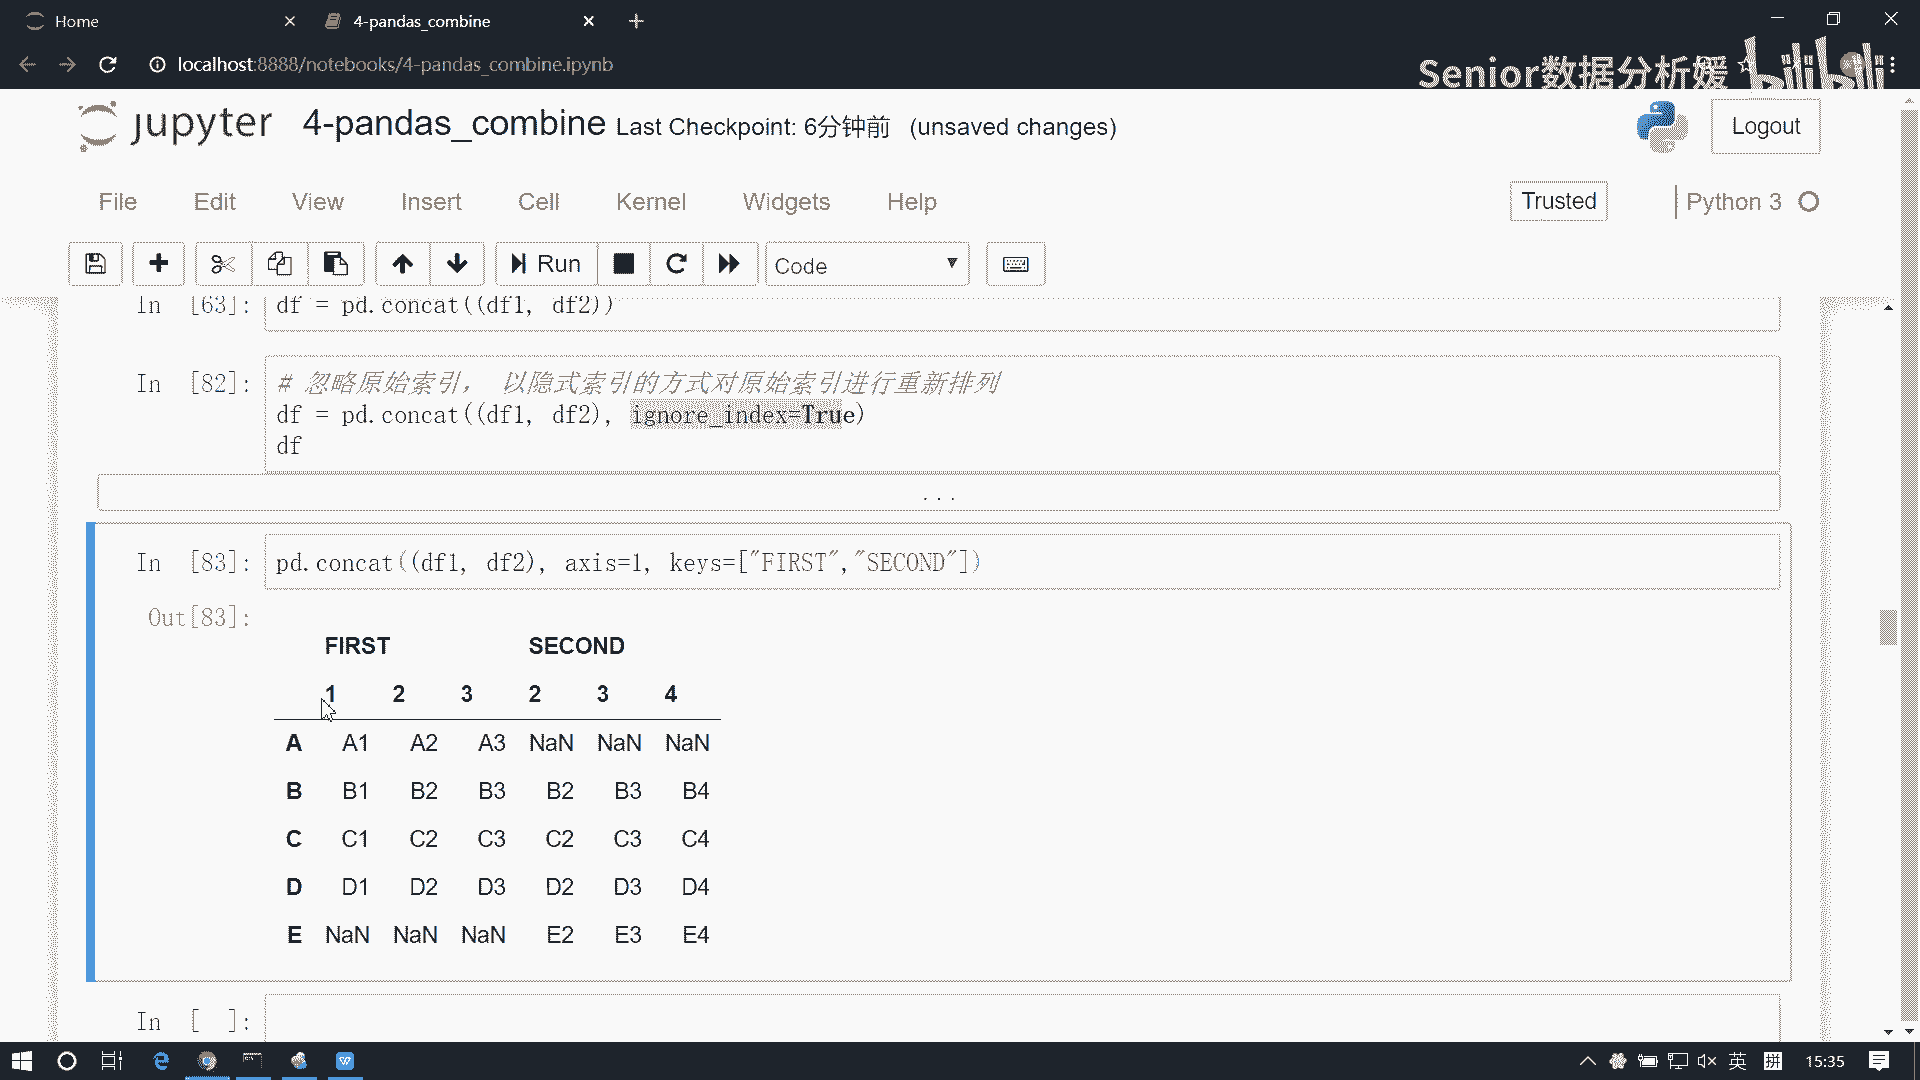 Home
4-pandas_combine
localhost:8888/notebooks/4-pandas_combine.ipynb
Senior数据分析媛
bilibili
jupyter 4-pandas_combine Last Checkpoint: 6分钟前 (unsaved changes)
Logout
File Edit View Insert Cell Kernel Widgets Help
Trusted
Python 3
Run
Code
In [63]: df = pd.concat((df1, df2))
In [82]: # 忽略原始索引， 以隐式索引的方式对原始索引进行重新排列
df = pd.concat((df1, df2), ignore_index=True)
df
...
In [83]: pd.concat((df1, df2), axis=1, keys=["FIRST","SECOND"])
Out[83]:
FIRST SECOND
1 2 3 2 3 4
A A1 A2 A3 NaN NaN NaN
B B1 B2 B3 B2 B3 B4
C C1 C2 C3 C2 C3 C4
D D1 D2 D3 D2 D3 D4
E NaN NaN NaN E2 E3 E4
In [ ]:
英 拼 15:35